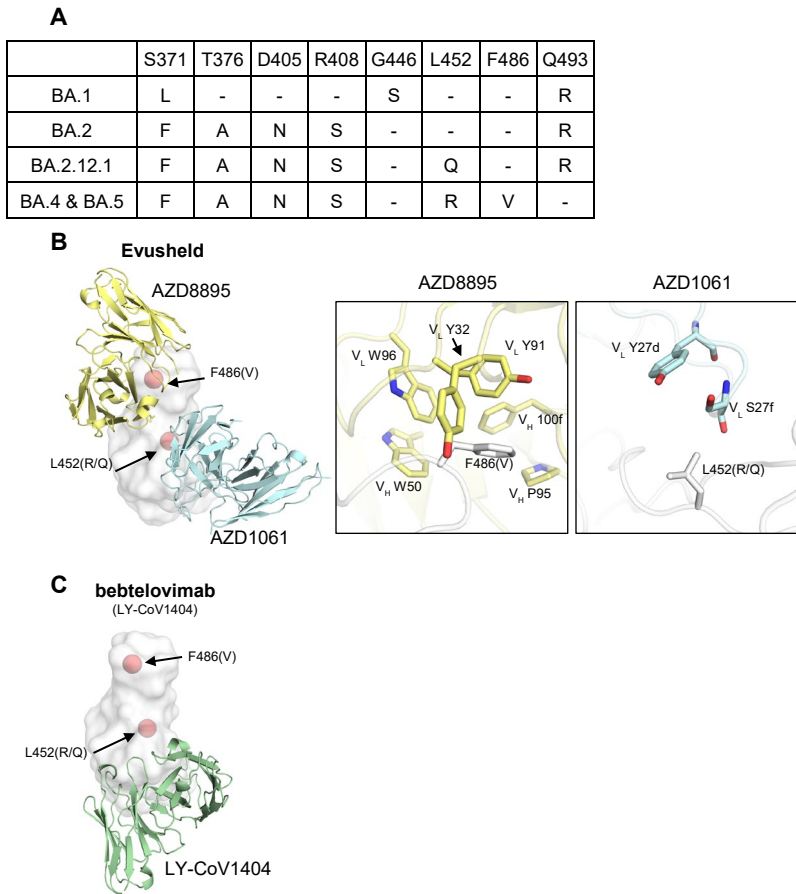 A
S371 T376 D405 R408 G446 L452 F486 Q493
BA.1 L - - - S - - R
BA.2 F A N S - - - R
BA.2.12.1 F A N S - Q - R
BA.4 & BA.5 F A N S - R V -
B
Evusheld
AZD8895
F486(V)
L452(R/Q)
AZD1061
AZD8895
VL Y32
VL W96
VL Y91
VH 100f
F486(V)
VH W50
VH P95
AZD1061
VL Y27d
VL S27f
L452(R/Q)
C
bebtelovimab
(LY-CoV1404)
F486(V)
L452(R/Q)
LY-CoV1404